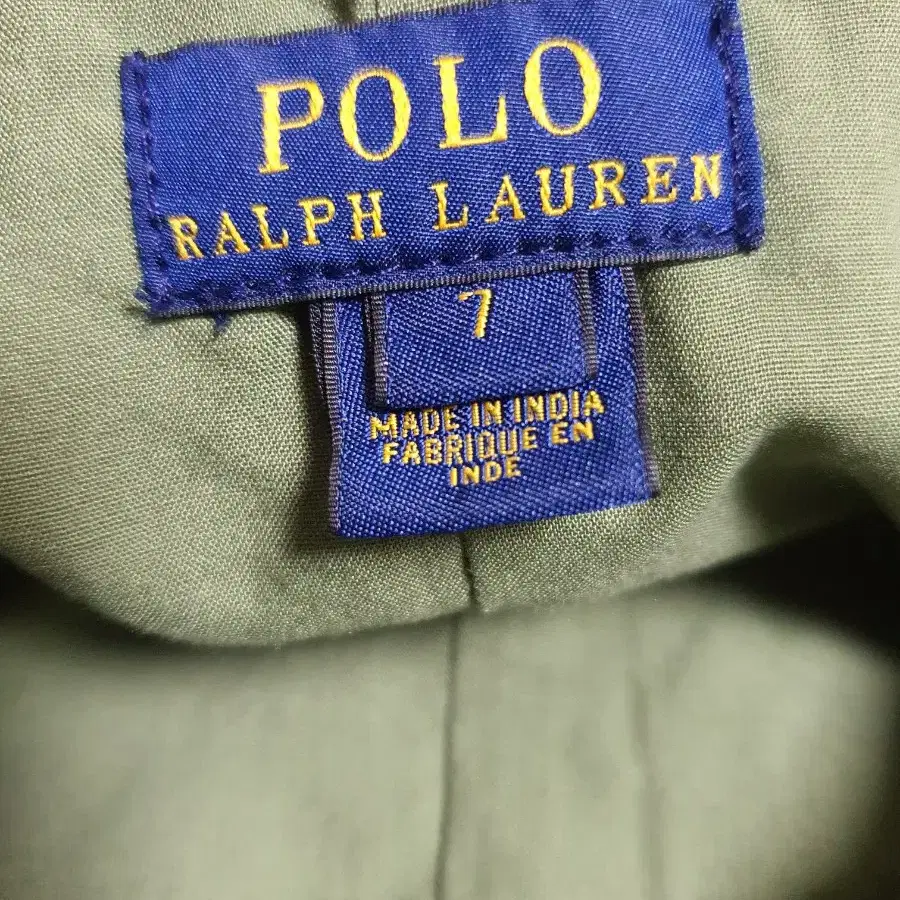 POLO
RALPH LAUREN
7
MADE IN INDIA
FABRIQUE EN
INDE